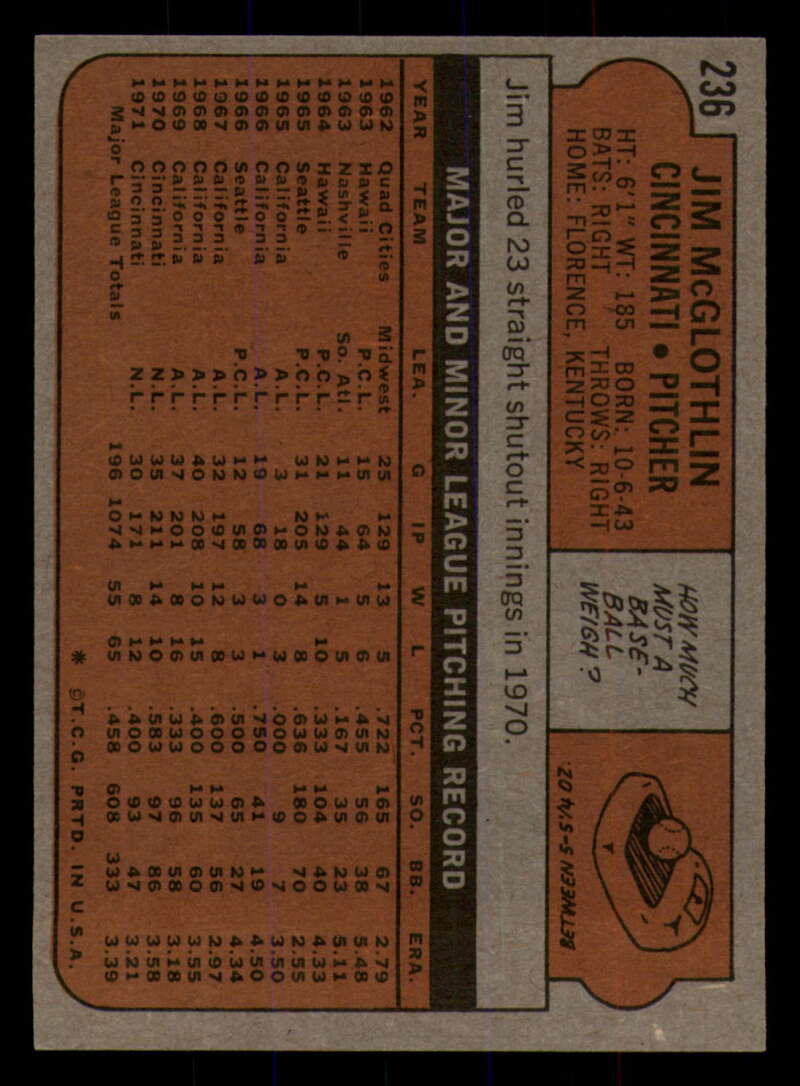 236
JIM McGLOTHLIN
CINCINNATI • PITCHER
HT: 6'1" WT: 185 BORN: 10-6-43
BATS: RIGHT THROWS: RIGHT
HOME: FLORENCE, KENTUCKY
HOW MUCH
MUST A
BASE-
BALL
WEIGH?
BETWEEN 5-5¼ OZ.
Jim hurled 23 straight shutout innings in 1970.
MAJOR AND MINOR LEAGUE PITCHING RECORD
YEAR TEAM LEA. G IP W L PCT. SO. BB. ERA.
1962 Quad Cities Midwest 25 129 13 5 .722 165 67 2.79
1963 Hawaii P.C.L. 15 64 5 6 .455 56 38 5.48
1963 Nashville So. Atl. 11 44 1 5 .167 35 23 5.11
1964 Hawaii P.C.L. 21 129 5 10 .333 104 40 4.33
1965 Seattle P.C.L. 31 205 14 8 .636 180 70 2.55
1965 California A.L. 3 18 0 3 .000 9 7 3.50
1966 California A.L. 19 68 3 1 .750 41 19 4.50
1966 Seattle P.C.L. 12 58 3 3 .500 65 27 4.34
1967 California A.L. 32 197 12 8 .600 137 56 2.97
1968 California A.L. 40 208 10 15 .400 135 60 3.55
1969 California A.L. 37 201 8 16 .333 96 58 3.18
1970 Cincinnati N.L. 35 211 14 10 .583 97 86 3.58
1971 Cincinnati N.L. 30 171 8 12 .400 93 47 3.21
Major League Totals 196 1074 55 65 .458 608 333 3.39
* ©T.C.G. PRTD. IN U.S.A.